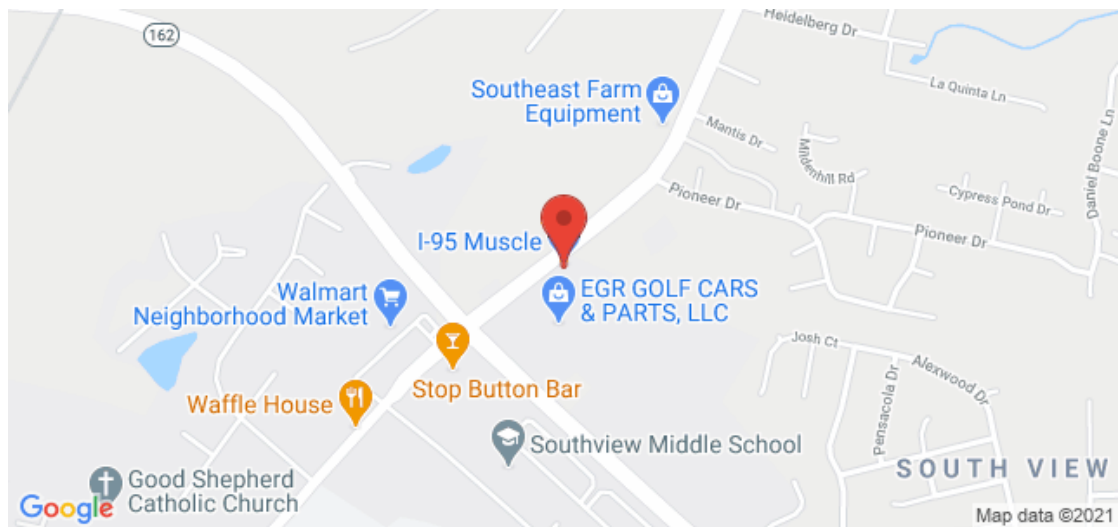 162
Heidelberg Dr
La Quinta Ln
Southeast Farm
Equipment
Mantis Dr
Mildenhall Rd
Daniel Boone Ln
Pioneer Dr
Cypress Pond Dr
Pioneer Dr
I-95 Muscle
EGR GOLF CARS
& PARTS, LLC
Walmart
Neighborhood Market
Josh Ct
Alexwood Dr
Pensacola Dr
Stop Button Bar
Waffle House
Southview Middle School
SOUTH VIEW
Good Shepherd
Catholic Church
Google
Map data ©2021